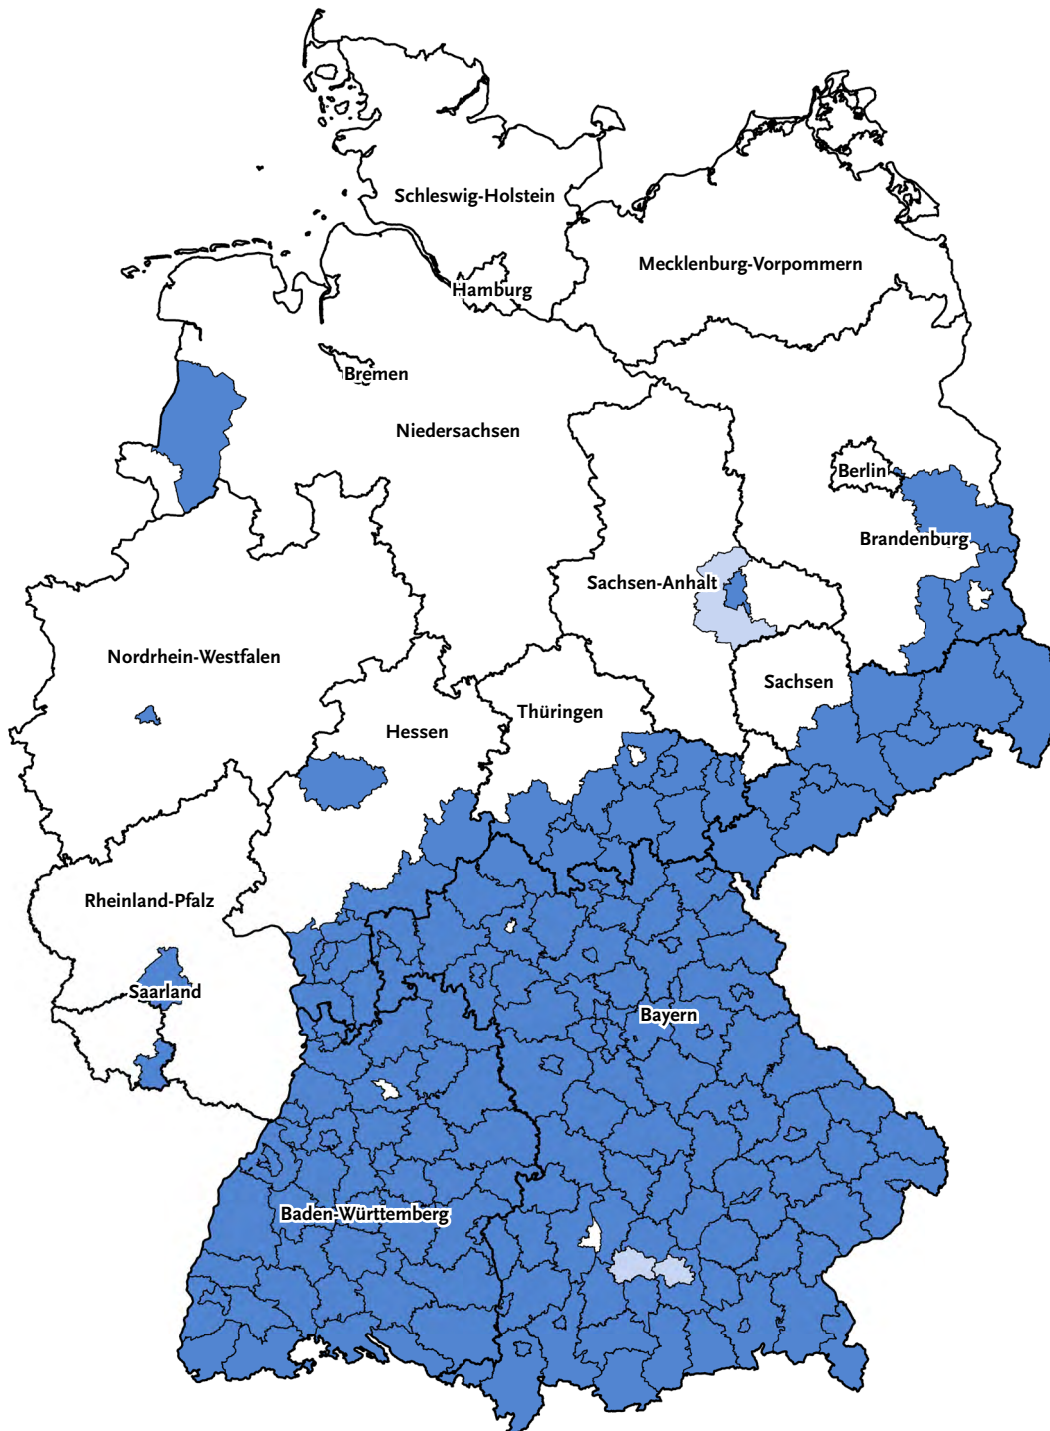 Schleswig-Holstein
Mecklenburg-Vorpommern
Hamburg
Bremen
Niedersachsen
Berlin
Brandenburg
Sachsen-Anhalt
Nordrhein-Westfalen
Sachsen
Thüringen
Hessen
Rheinland-Pfalz
Saarland
Bayern
Baden-Württemberg